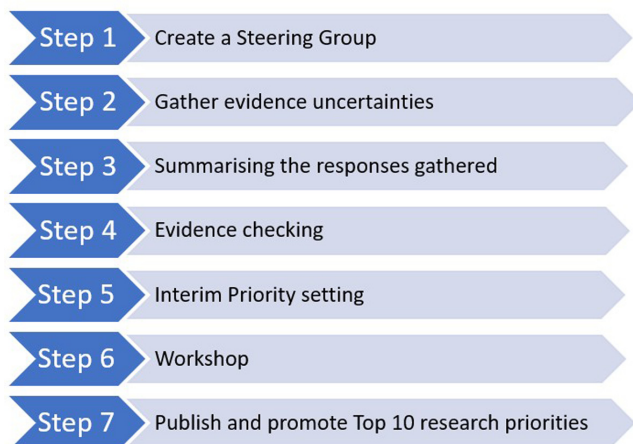 Step 1 Create a Steering Group
Step 2 Gather evidence uncertainties
Step 3 Summarising the responses gathered
Step 4 Evidence checking
Step 5 Interim Priority setting
Step 6 Workshop
Step 7 Publish and promote Top 10 research priorities